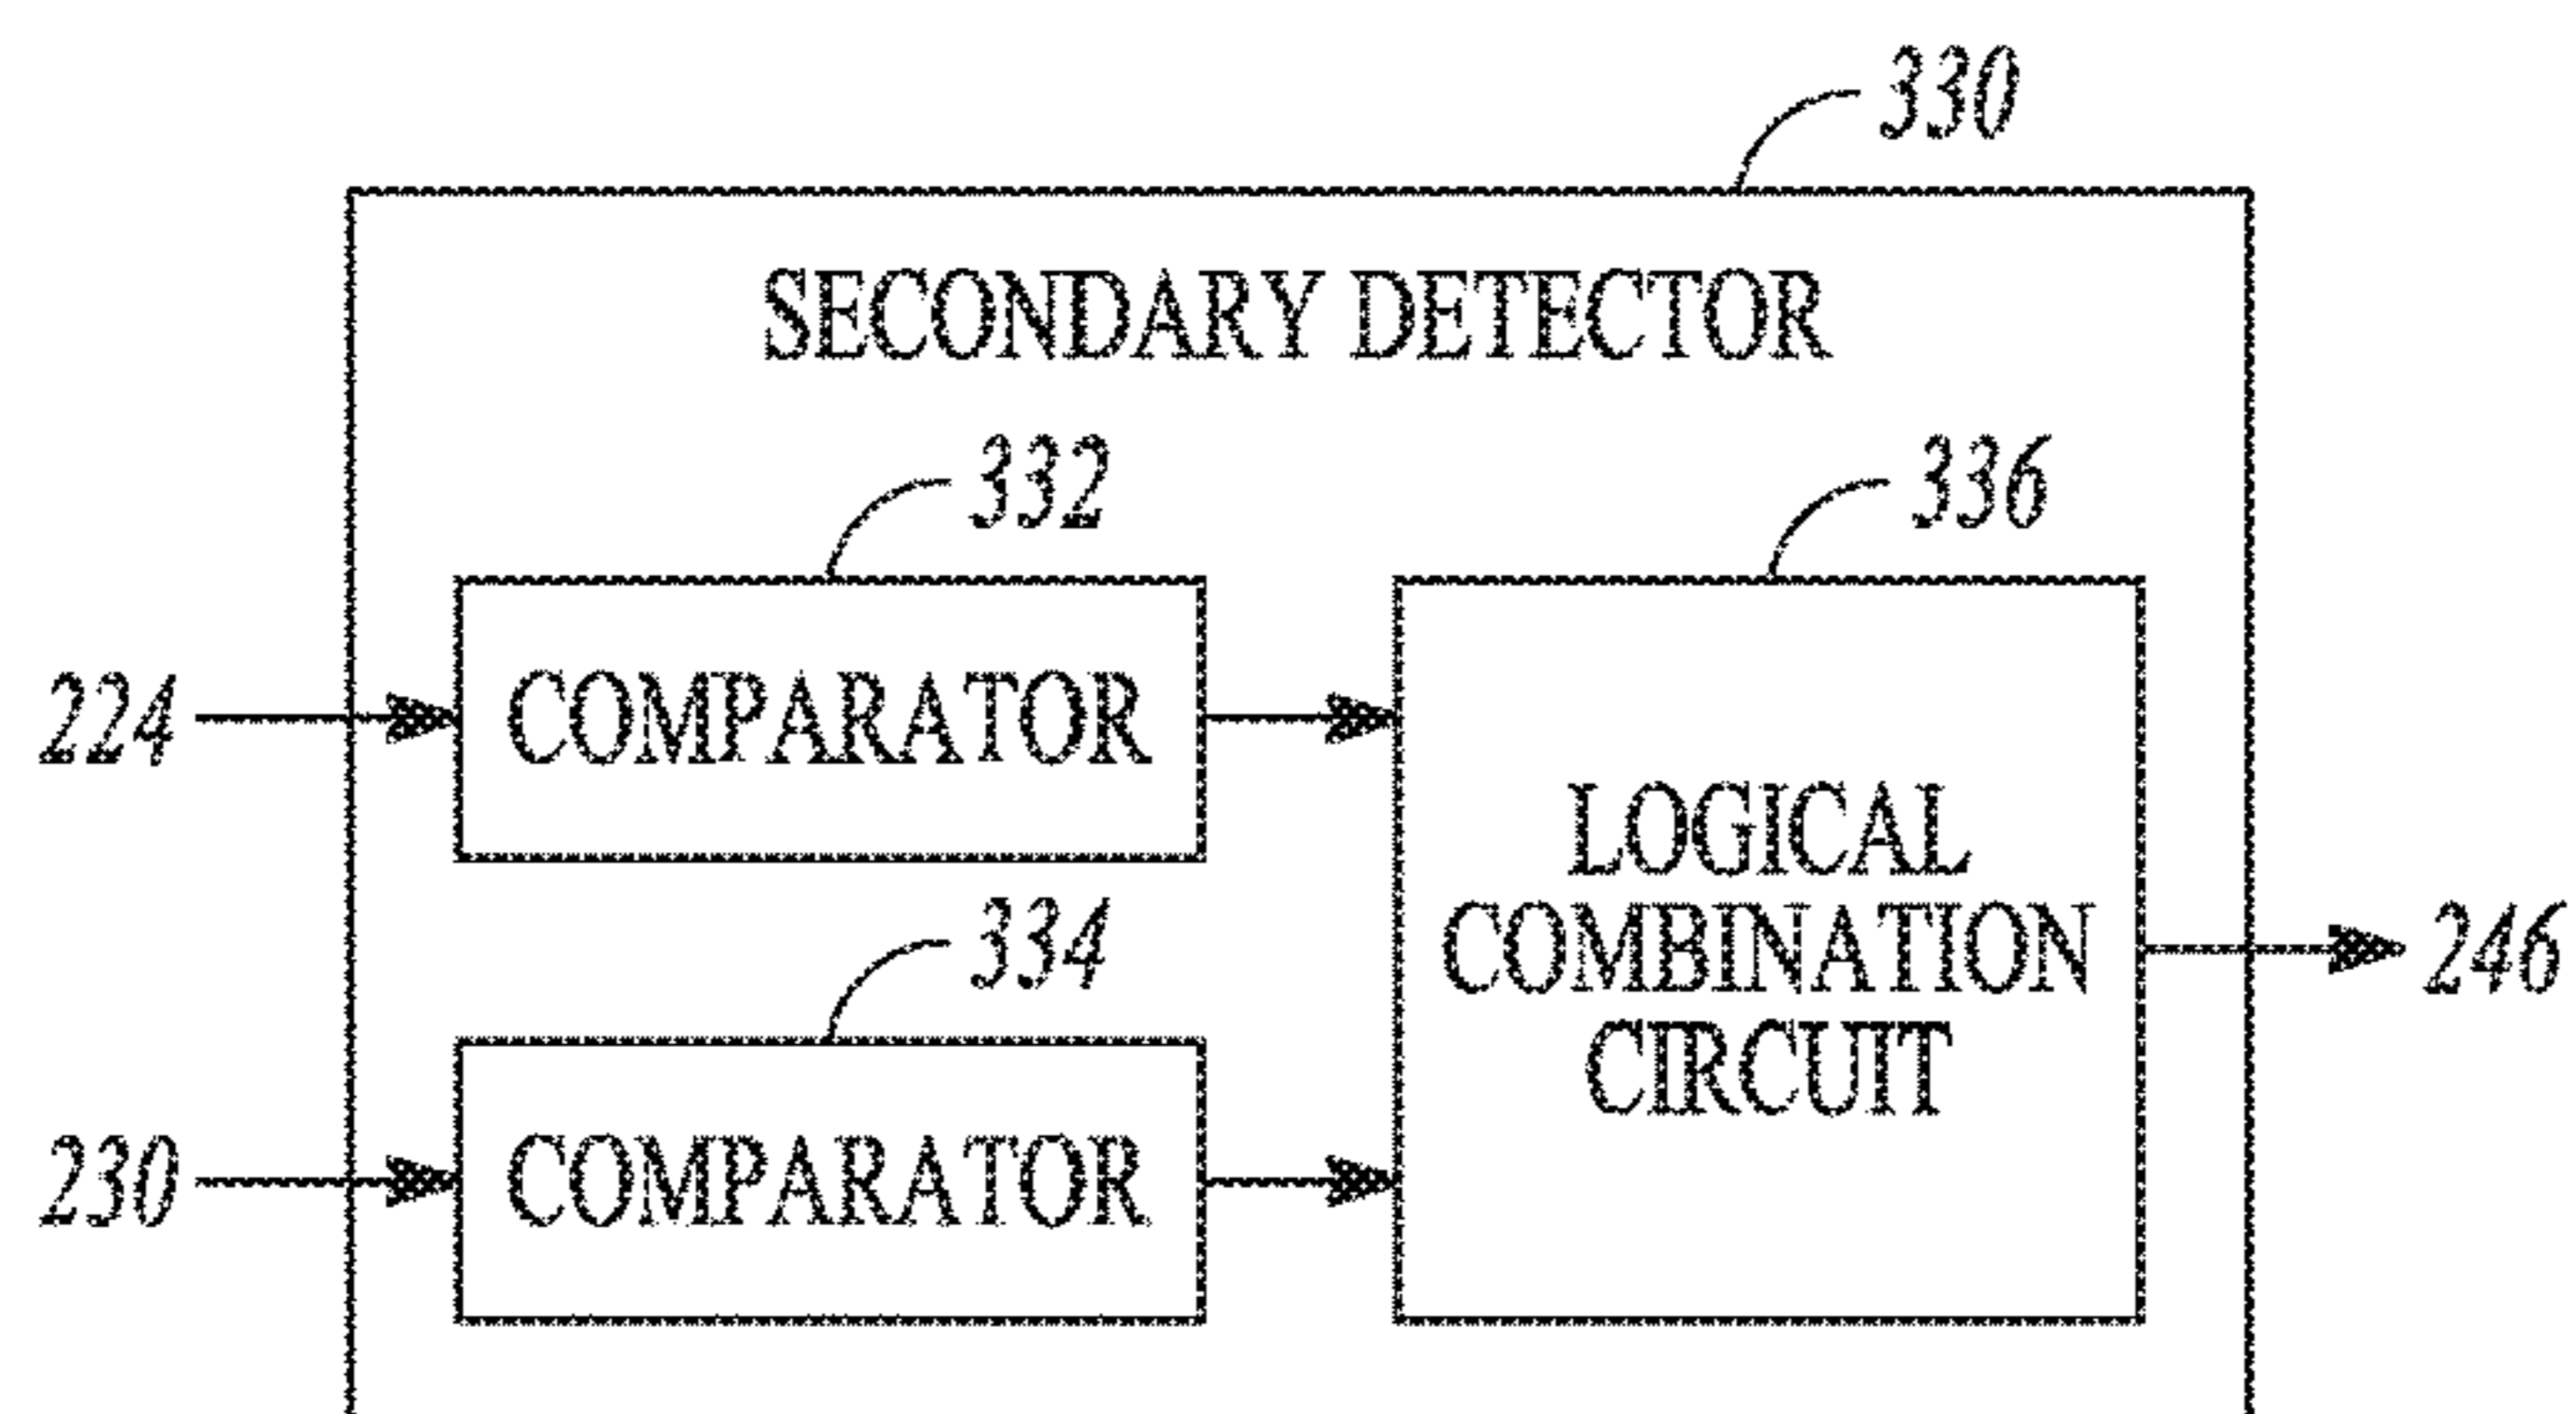 330
SECONDARY DETECTOR
332
336
224
COMPARATOR
LOGICAL
COMBINATION
CIRCUIT
334
246
230
COMPARATOR